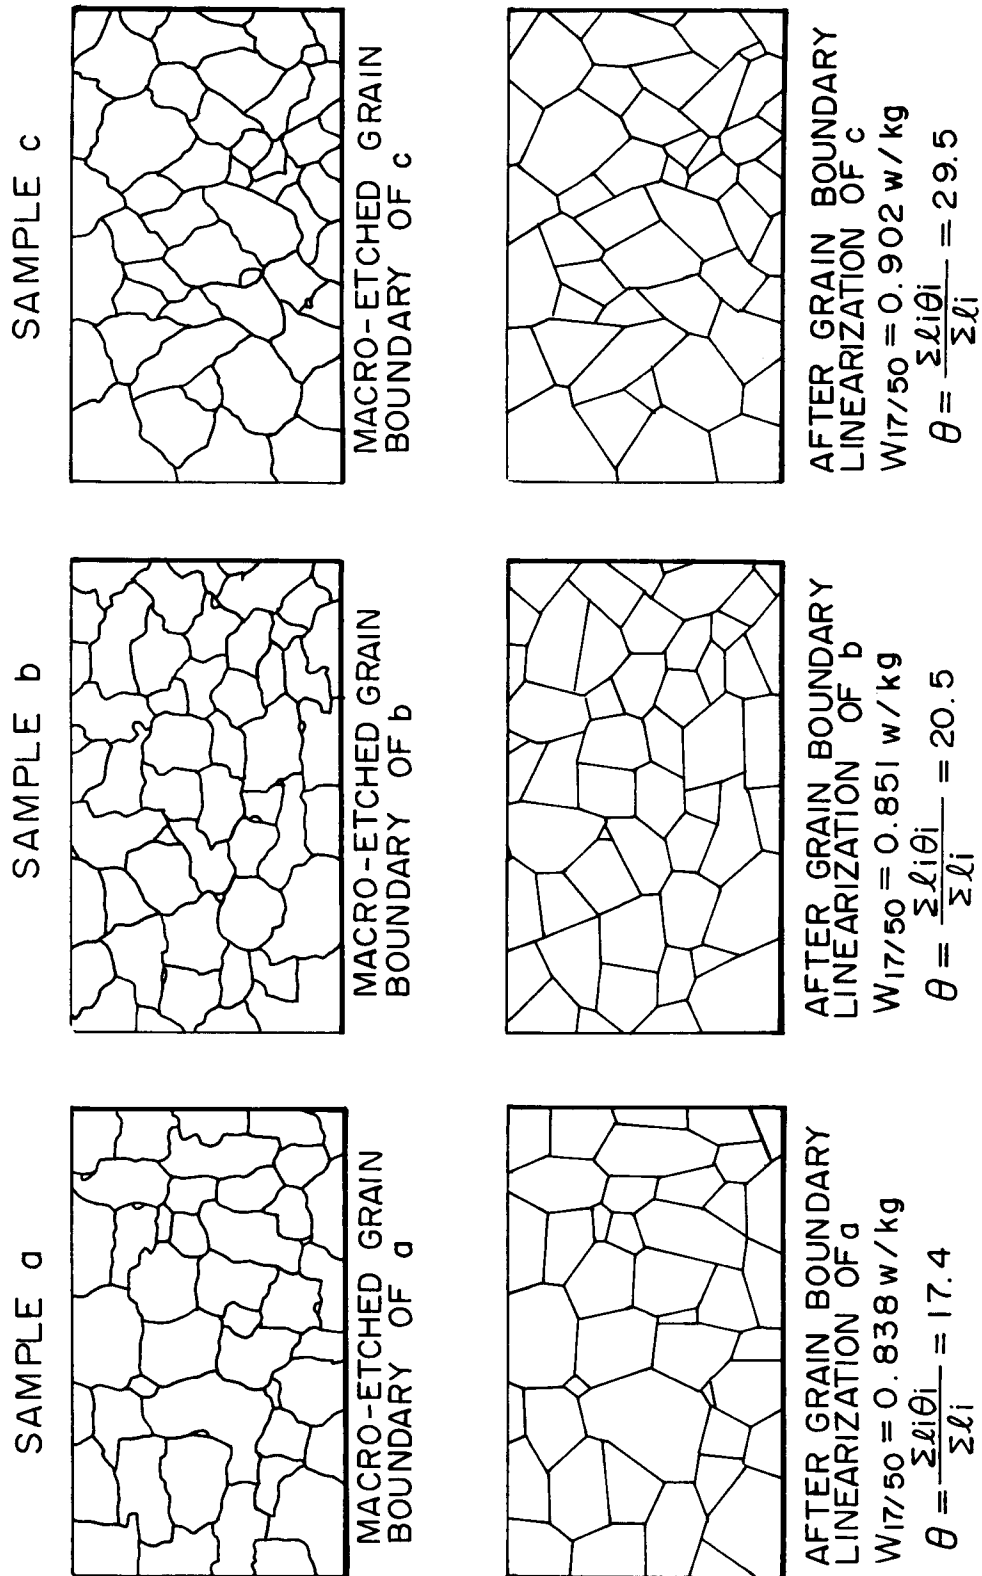 SAMPLE a
MACRO-ETCHED GRAIN
BOUNDARY OF a
AFTER GRAIN BOUNDARY
LINEARIZATION OF a
W17/50 = 0.838 w/kg
θ = Σℓiθi / Σℓi = 17.4
SAMPLE b
MACRO-ETCHED GRAIN
BOUNDARY OF b
AFTER GRAIN BOUNDARY
LINEARIZATION OF b
W17/50 = 0.851 w/kg
θ = Σℓiθi / Σℓi = 20.5
SAMPLE c
MACRO-ETCHED GRAIN
BOUNDARY OF c
AFTER GRAIN BOUNDARY
LINEARIZATION OF c
W17/50 = 0.902 w/kg
θ = Σℓiθi / Σℓi = 29.5